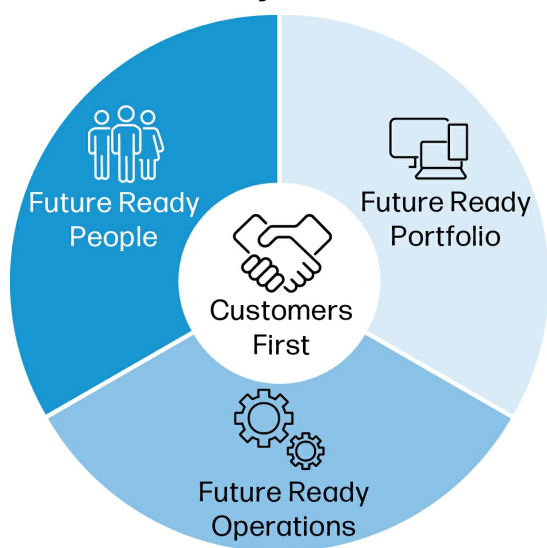 Future Ready
People
Future Ready
Portfolio
Customers
First
Future Ready
Operations